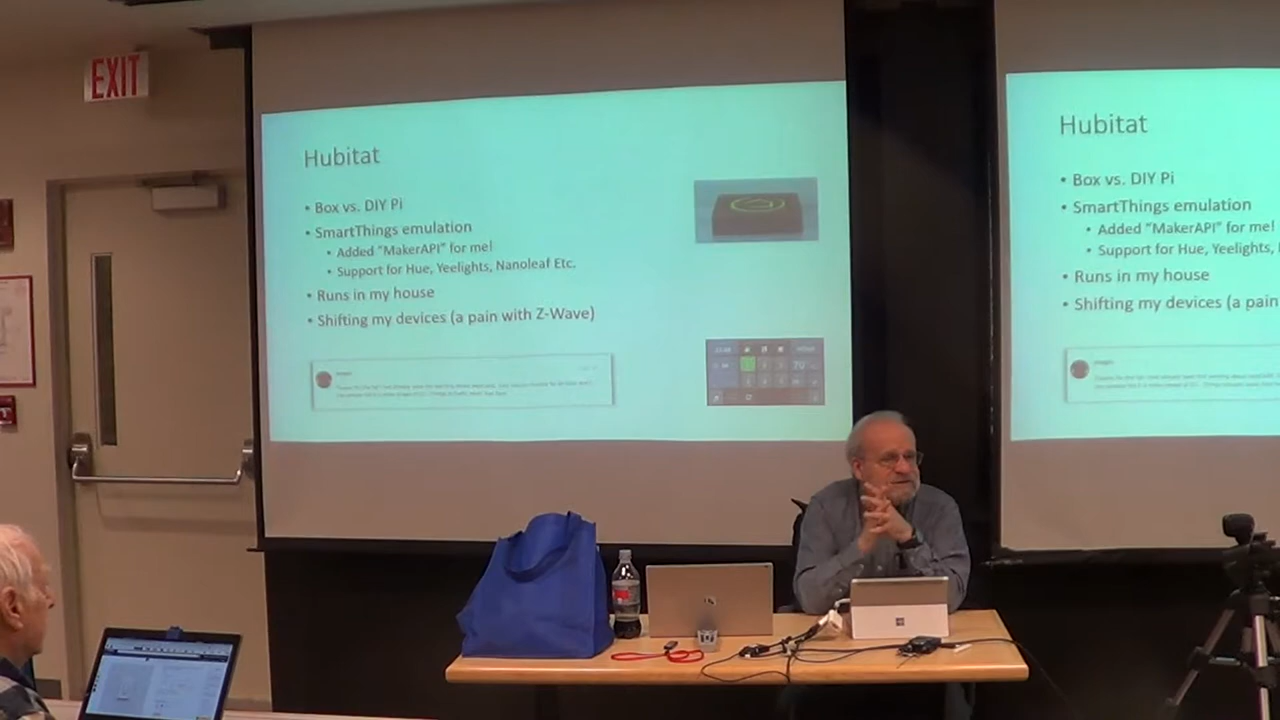 EXIT
Hubitat
• Box vs. DIY Pi
• SmartThings emulation
• Added "MakerAPI" for me!
• Support for Hue, Yeelights, Nanoleaf Etc.
• Runs in my house
• Shifting my devices (a pain with Z-Wave)
Hubitat
• Box vs. DIY Pi
• SmartThings emulation
• Added "MakerAPI" for me!
• Support for Hue, Yeelights,
• Runs in my house
• Shifting my devices (a pain